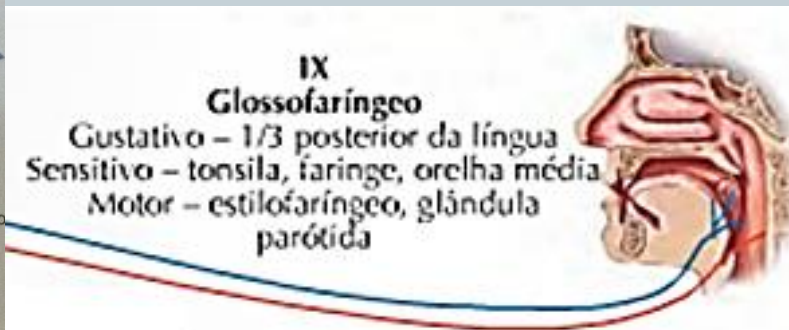 IX
Glossofaríngeo
Gustativo – 1/3 posterior da língua
Sensitivo – tonsila, faringe, orelha média
Motor – estilofaríngeo, glândula
parótida